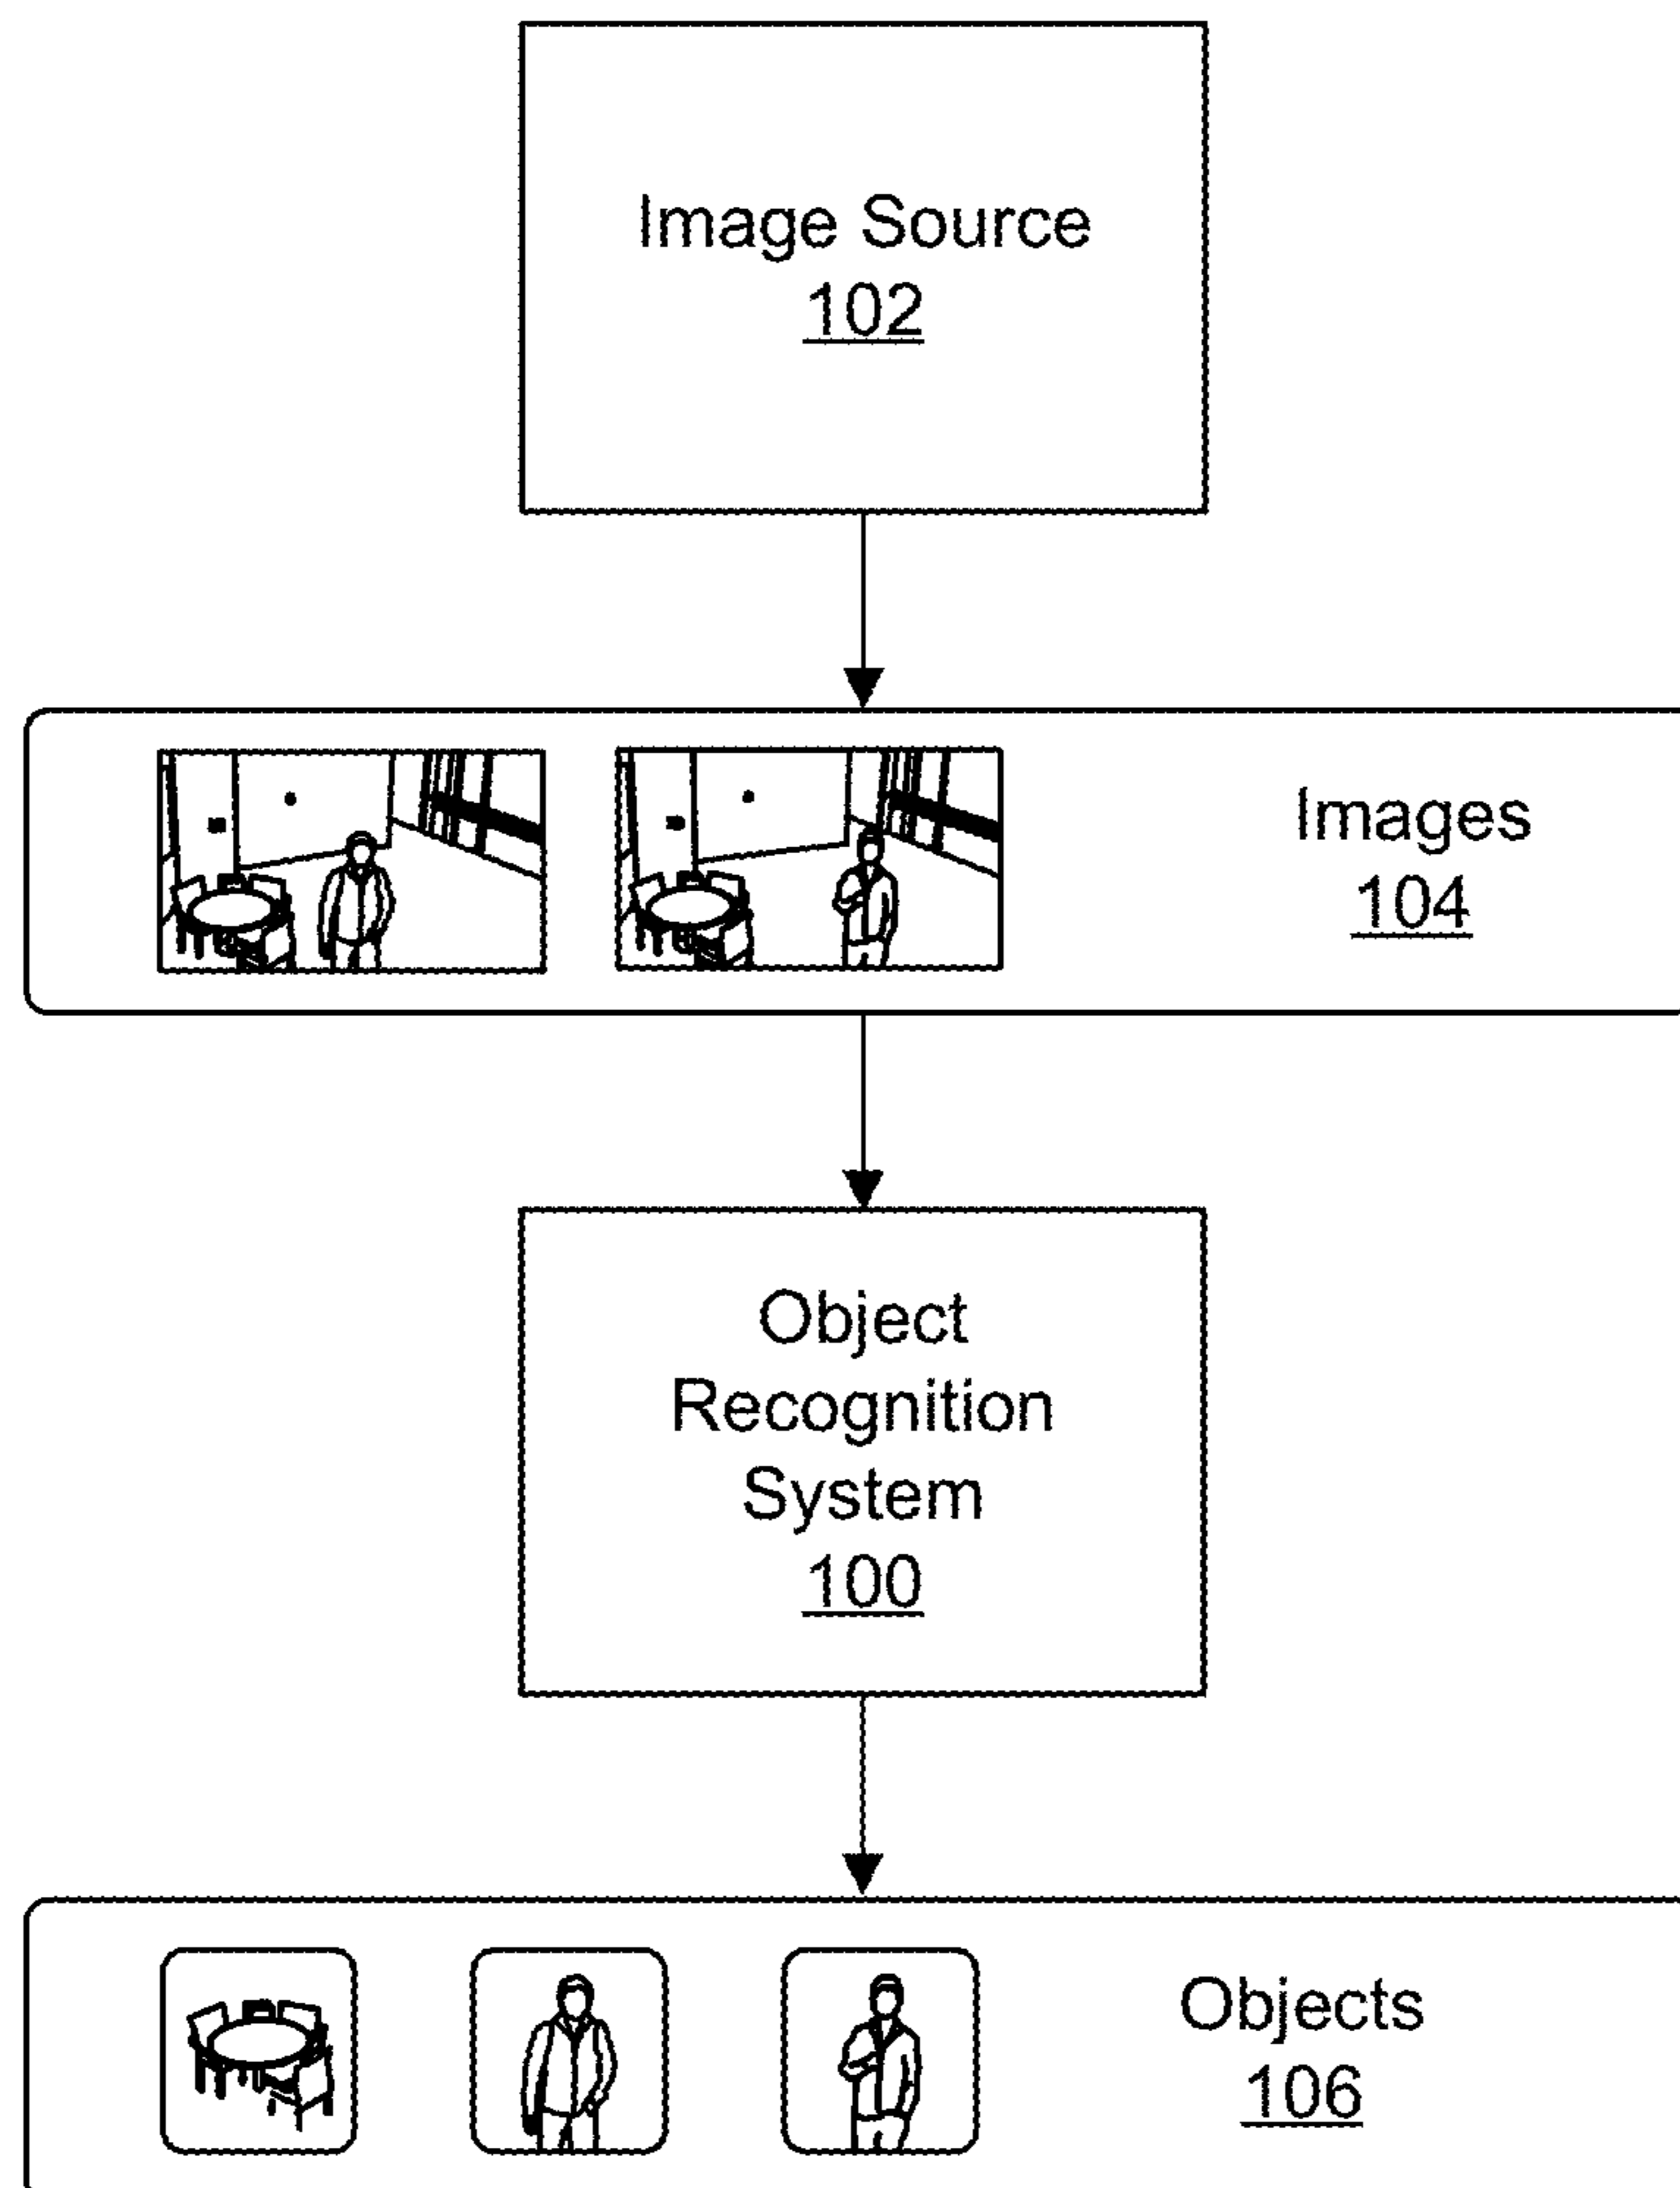 Image Source
102
Images
104
Object
Recognition
System
100
Objects
106